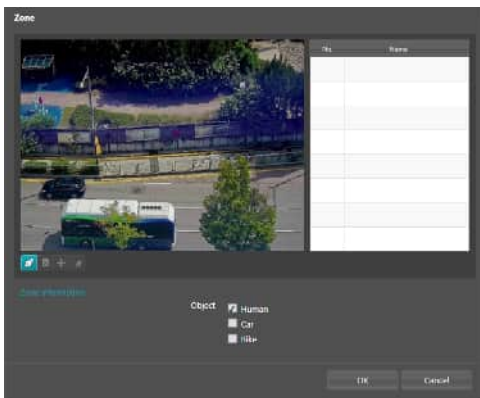 Zone
No Name
Zone information
Object
Human
Car
Bike
OK Cancel